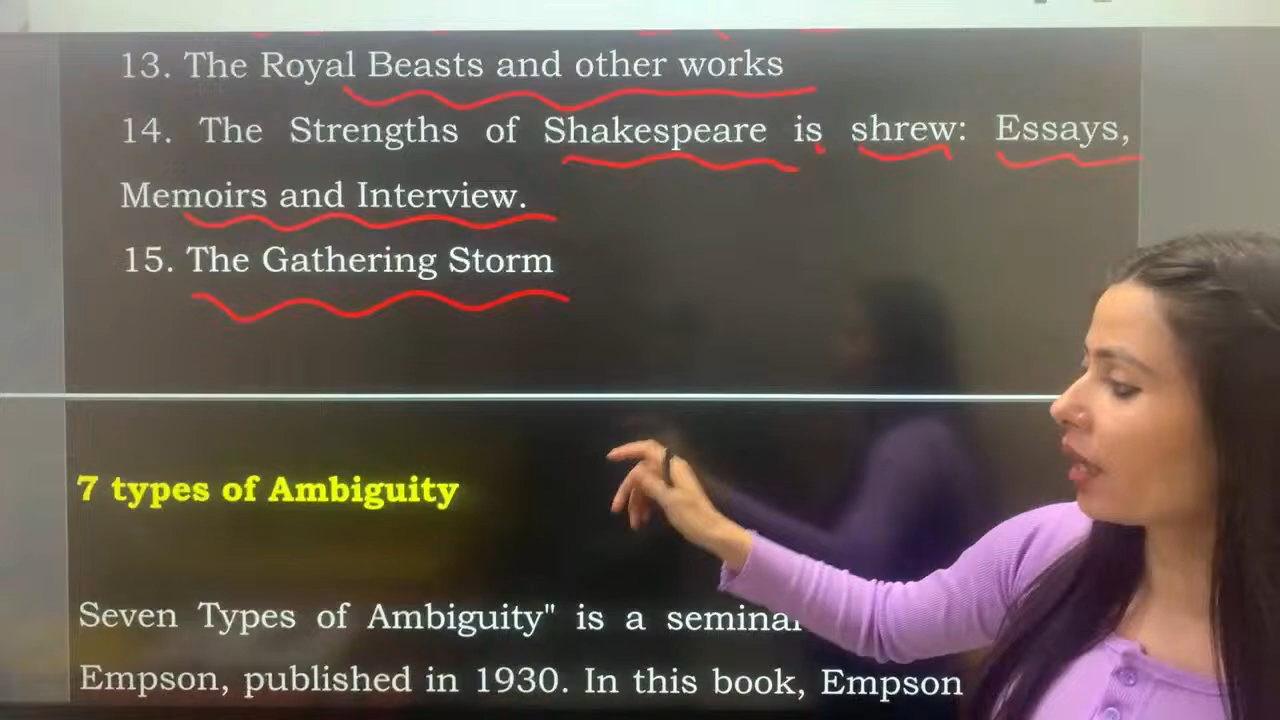 13. The Royal Beasts and other works
14. The Strengths of Shakespeare is shrew: Essays,
Memoirs and Interview.
15. The Gathering Storm
7 types of Ambiguity
Seven Types of Ambiguity" is a seminal
Empson, published in 1930. In this book, Empson